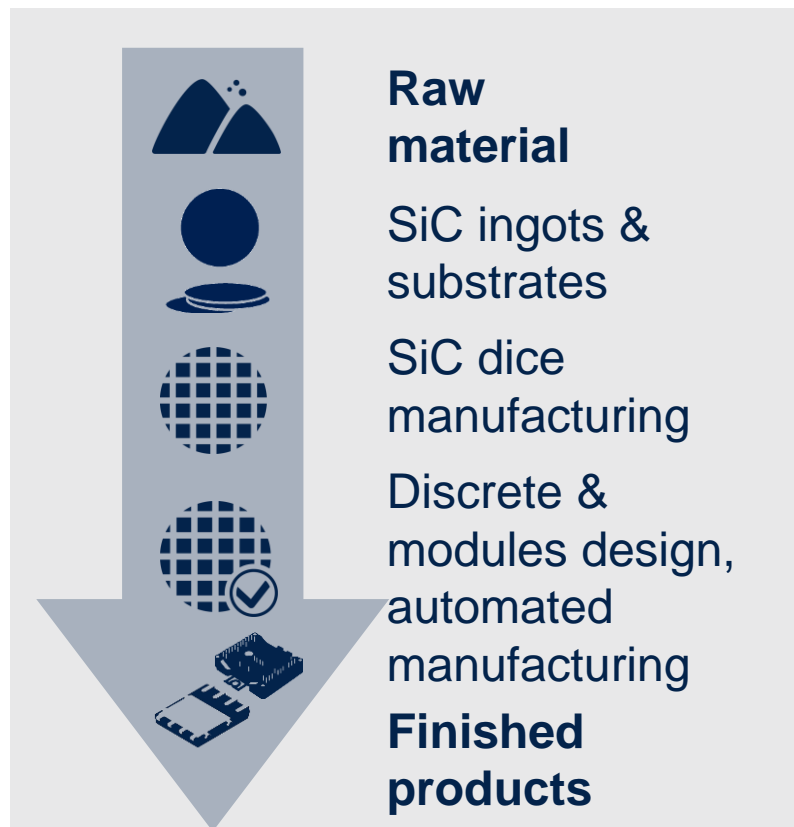 Raw
material
SiC ingots &
substrates
SiC dice
manufacturing
Discrete &
modules design,
automated
manufacturing
Finished
products